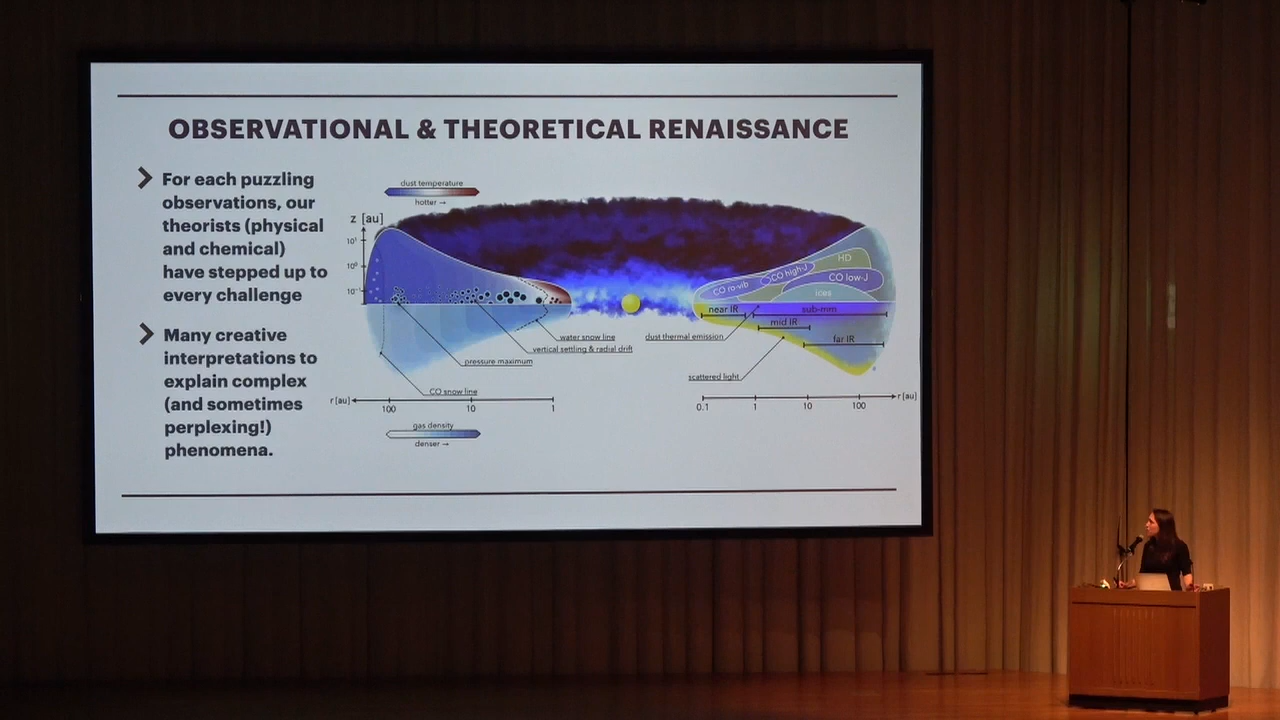 OBSERVATIONAL & THEORETICAL RENAISSANCE
For each puzzling
observations, our
theorists (physical
and chemical)
have stepped up to
every challenge
Many creative
interpretations to
explain complex
(and sometimes
perplexing!)
phenomena.
dust temperature
hotter →
z [au]
10¹
10⁰
10⁻¹
water snow line
vertical settling & radial drift
pressure maximum
CO snow line
r [au]
100
10
1
gas density
denser →
HD
CO high-J
CO low-J
CO ro-vib
ices
near IR
sub-mm
mid IR
dust thermal emission
far IR
scattered light
r [au]
0.1
1
10
100